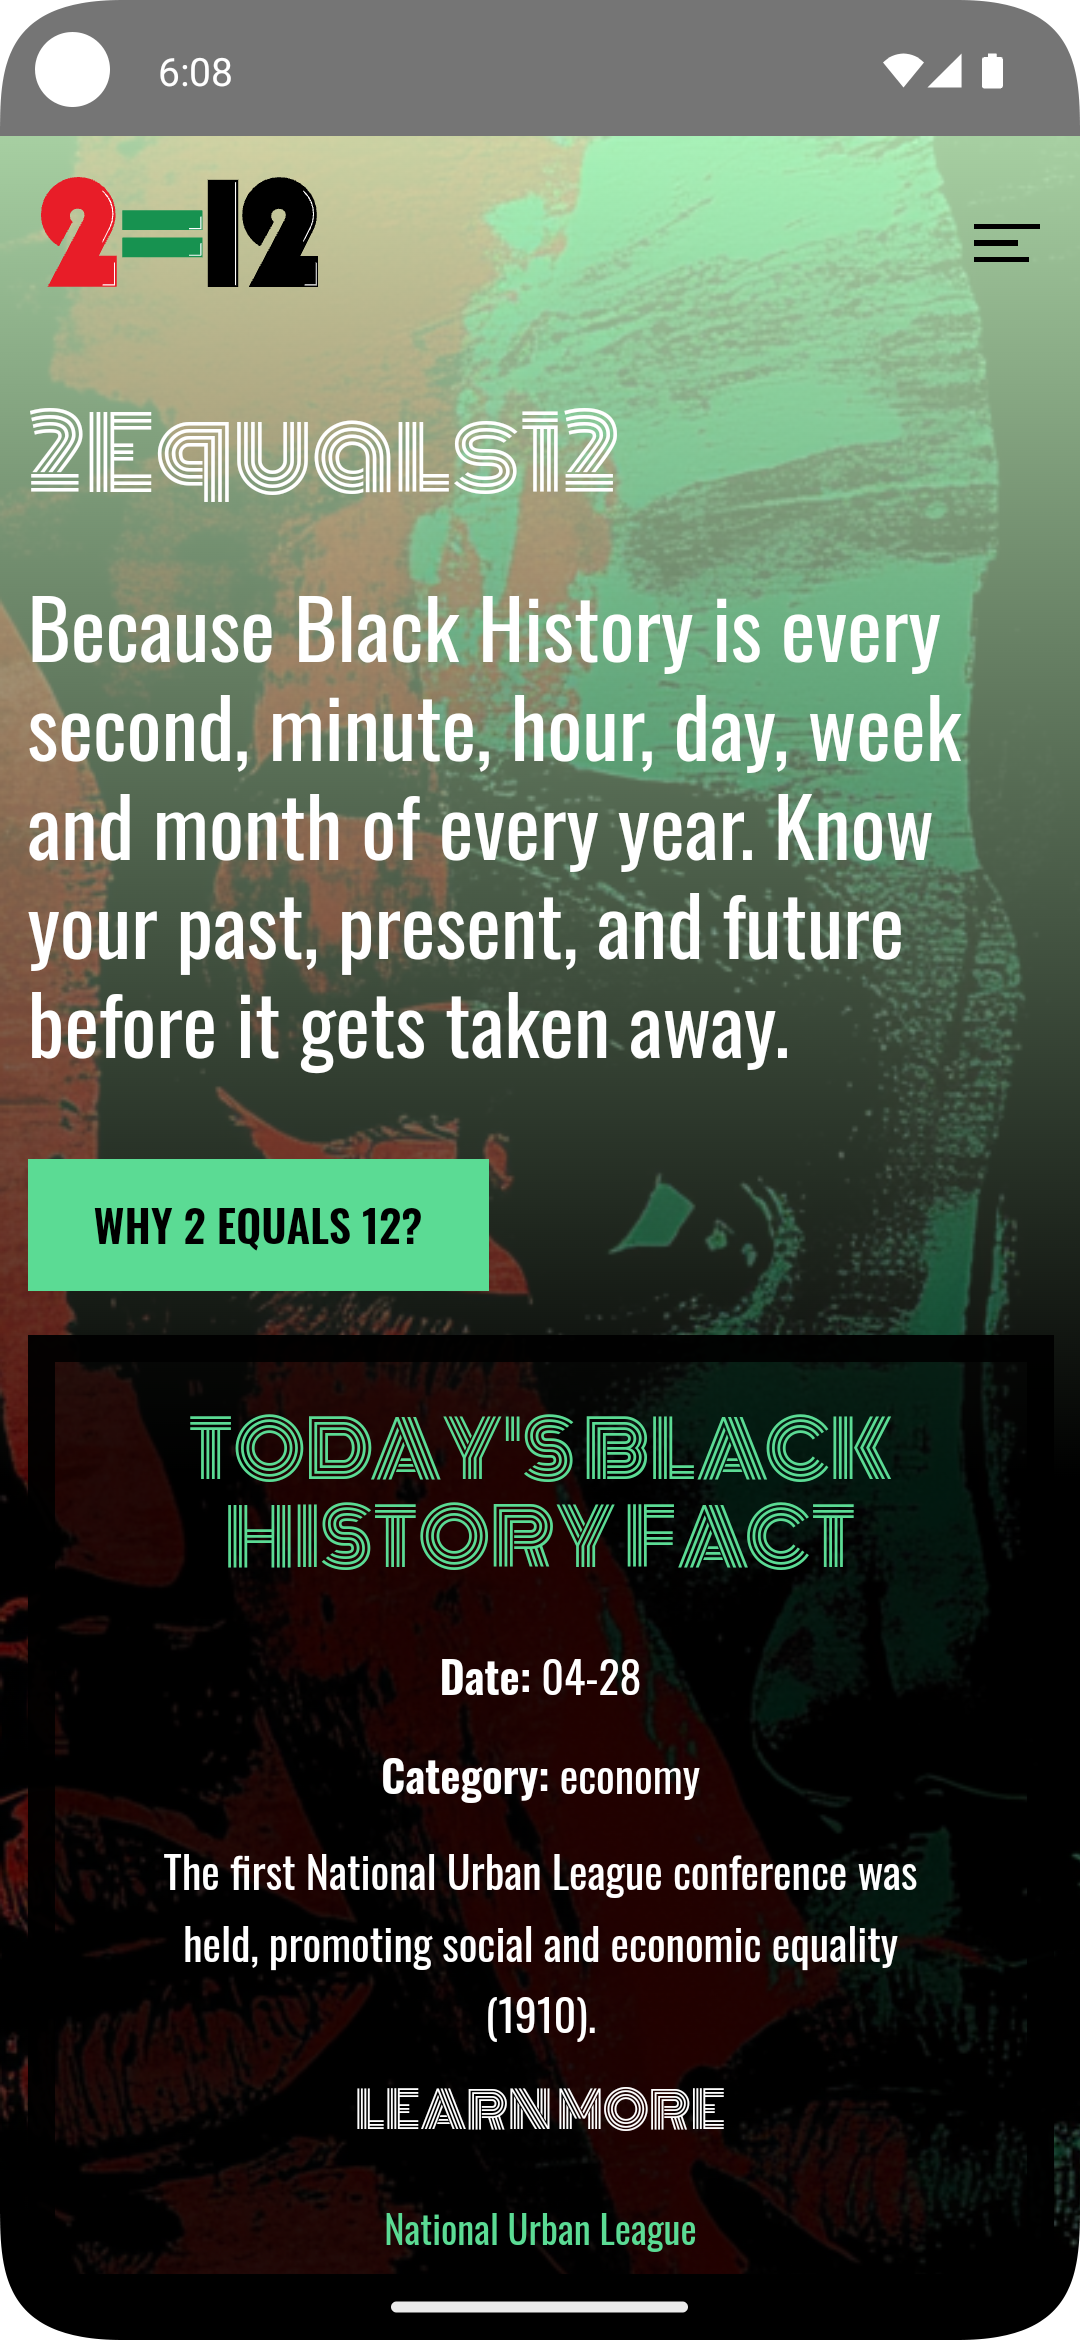 6:08
2=12
2Equals12
Because Black History is every
second, minute, hour, day, week
and month of every year. Know
your past, present, and future
before it gets taken away.
WHY 2 EQUALS 12?
TODAY'S BLACK
HISTORY FACT
Date: 04-28
Category: economy
The first National Urban League conference was
held, promoting social and economic equality
(1910).
LEARN MORE
National Urban League